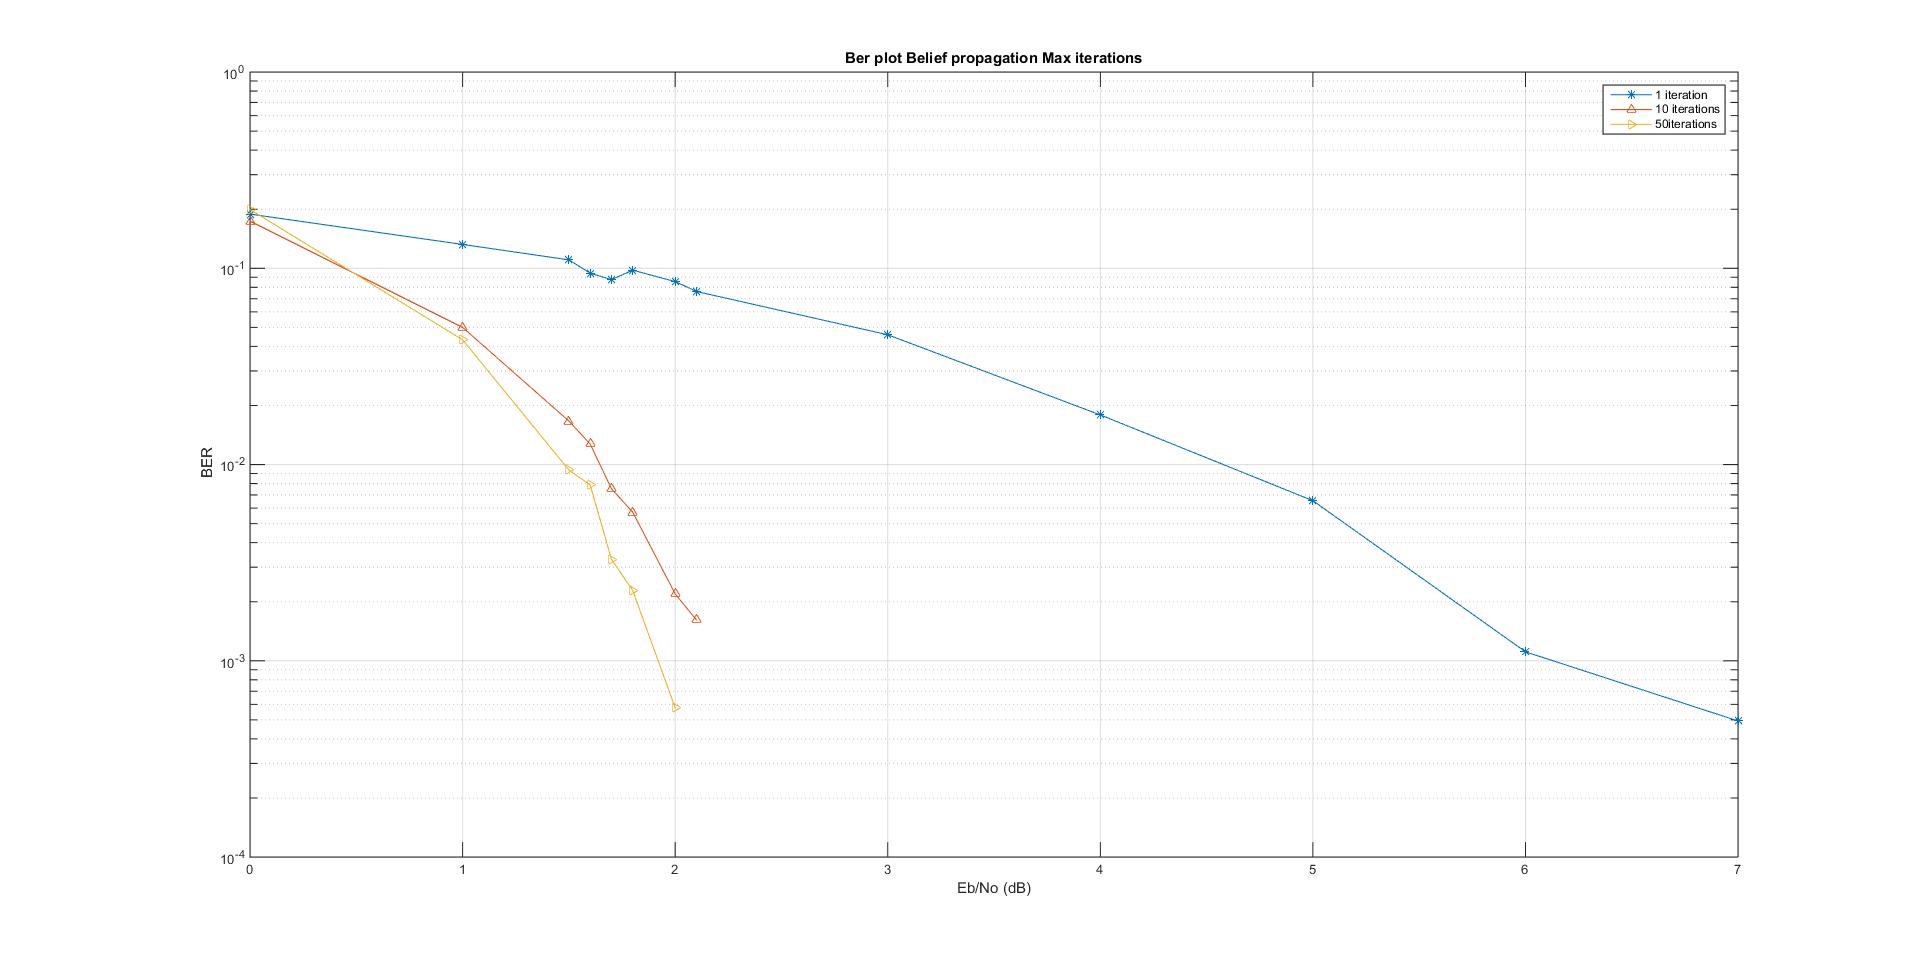 Ber plot Belief propagation Max iterations
10^0
1 iteration
10 iterations
50iterations
10^-1
10^-2
BER
10^-3
10^-4
0 1 2 3 4 5 6 7
Eb/No (dB)